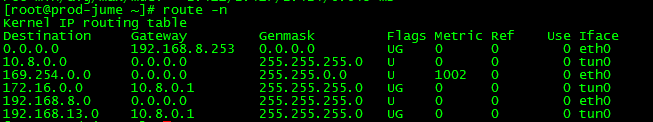 [root@prod-jume ~]# route -n
Kernel IP routing table
Destination Gateway Genmask Flags Metric Ref Use Iface
0.0.0.0 192.168.8.253 0.0.0.0 UG 0 0 0 eth0
10.8.0.0 0.0.0.0 255.255.255.0 U 0 0 0 tun0
169.254.0.0 0.0.0.0 255.255.0.0 U 1002 0 0 eth0
172.16.0.0 10.8.0.1 255.255.255.0 UG 0 0 0 tun0
192.168.8.0 0.0.0.0 255.255.255.0 U 0 0 0 eth0
192.168.13.0 10.8.0.1 255.255.255.0 UG 0 0 0 tun0